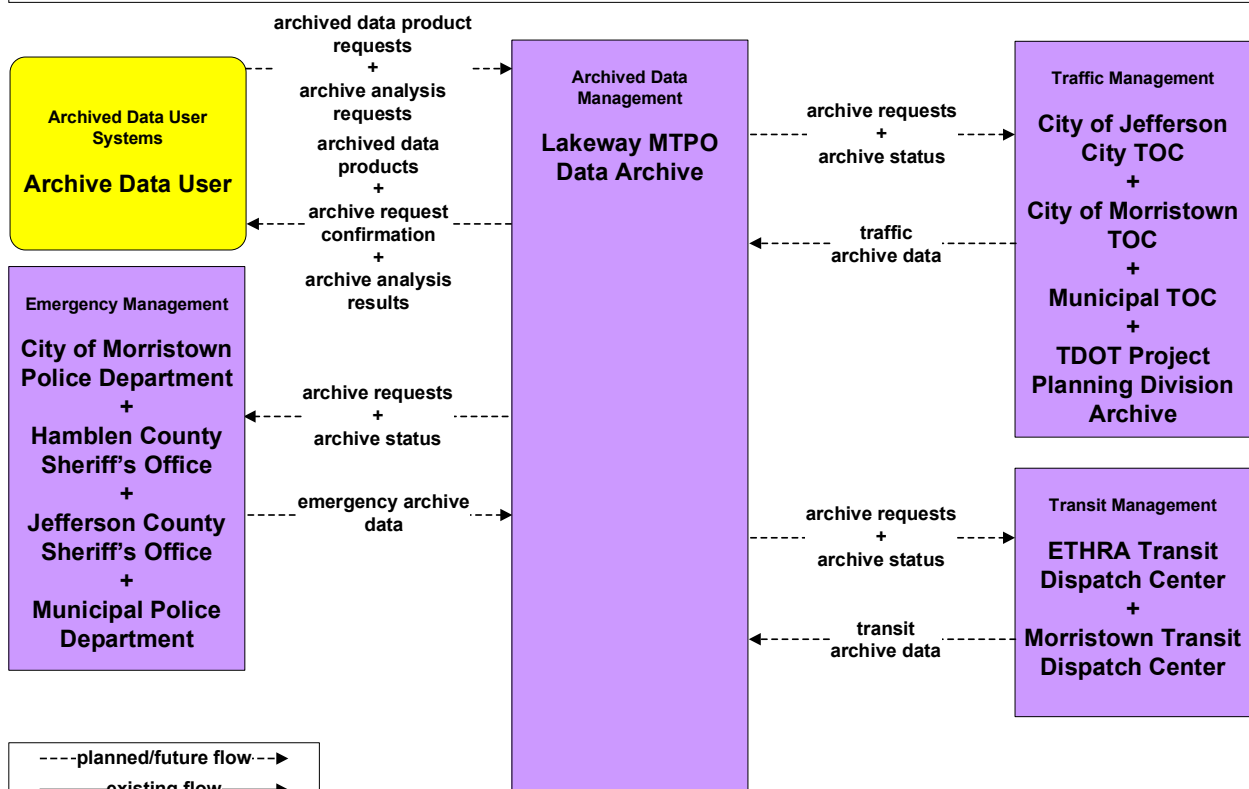 archived data product
requests
+
archive analysis
requests
archived data
products
+
archive request
confirmation
+
archive analysis
results
Archived Data User
Systems
Archive Data User
Archived Data
Management
Lakeway MTPO
Data Archive
archive requests
+
archive status
traffic
archive data
Traffic Management
City of Jefferson
City TOC
+
City of Morristown
TOC
+
Municipal TOC
+
TDOT Project
Planning Division
Archive
Emergency Management
City of Morristown
Police Department
+
Hamblen County
Sheriff's Office
+
Jefferson County
Sheriff's Office
+
Municipal Police
Department
archive requests
+
archive status
emergency archive
data
archive requests
+
archive status
transit
archive data
Transit Management
ETHRA Transit
Dispatch Center
+
Morristown Transit
Dispatch Center
planned/future flow
existing flow